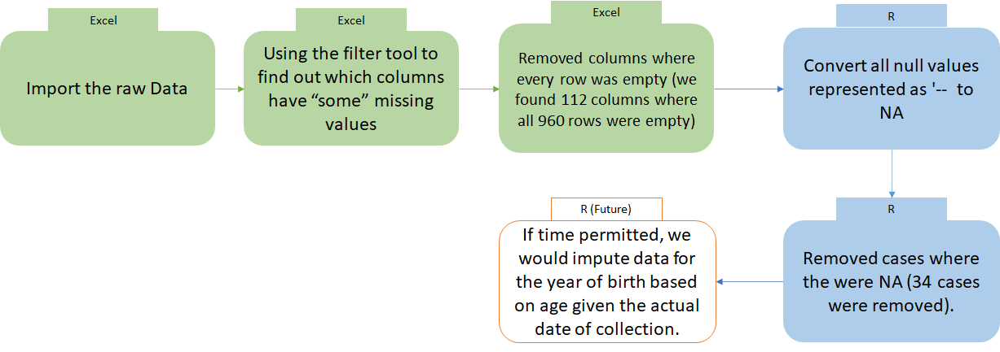 Excel
Import the raw Data
Excel
Using the filter tool to
find out which columns
have “some” missing
values
Excel
Removed columns where
every row was empty (we
found 112 columns where
all 960 rows were empty)
R
Convert all null values
represented as '--  to
NA
R
Removed cases where
the were NA (34 cases
were removed).
R (Future)
If time permitted, we
would impute data for
the year of birth based
on age given the actual
date of collection.